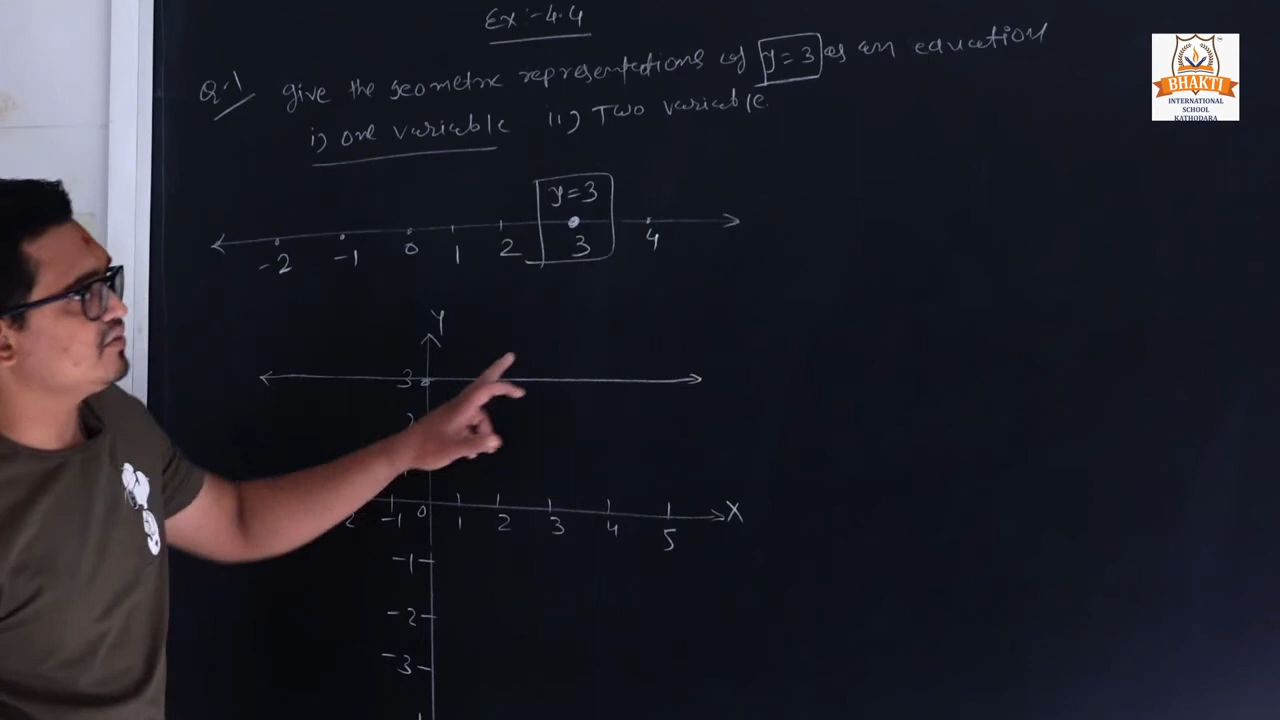 Ex:-4.4
Q-1 give the geometric representations of y=3 as an equation
i) one variable ii) Two variable.
y=3
-2 -1 0 1 2 3 4
Y
3
2
2 -1 0 1 2 3 4 5 X
-1
-2
-3
BHAKTI
INTERNATIONAL
SCHOOL
KATHODARA